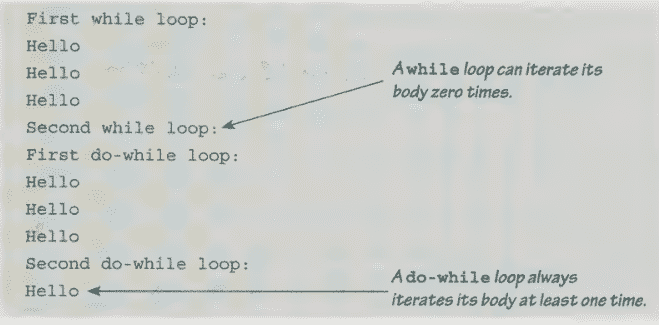 First while loop:
Hello
Hello
Hello
Second while loop:
First do-while loop:
Hello
Hello
Hello
Second do-while loop:
Hello
A while loop can iterate its
body zero times.
A do-while loop always
iterates its body at least one time.